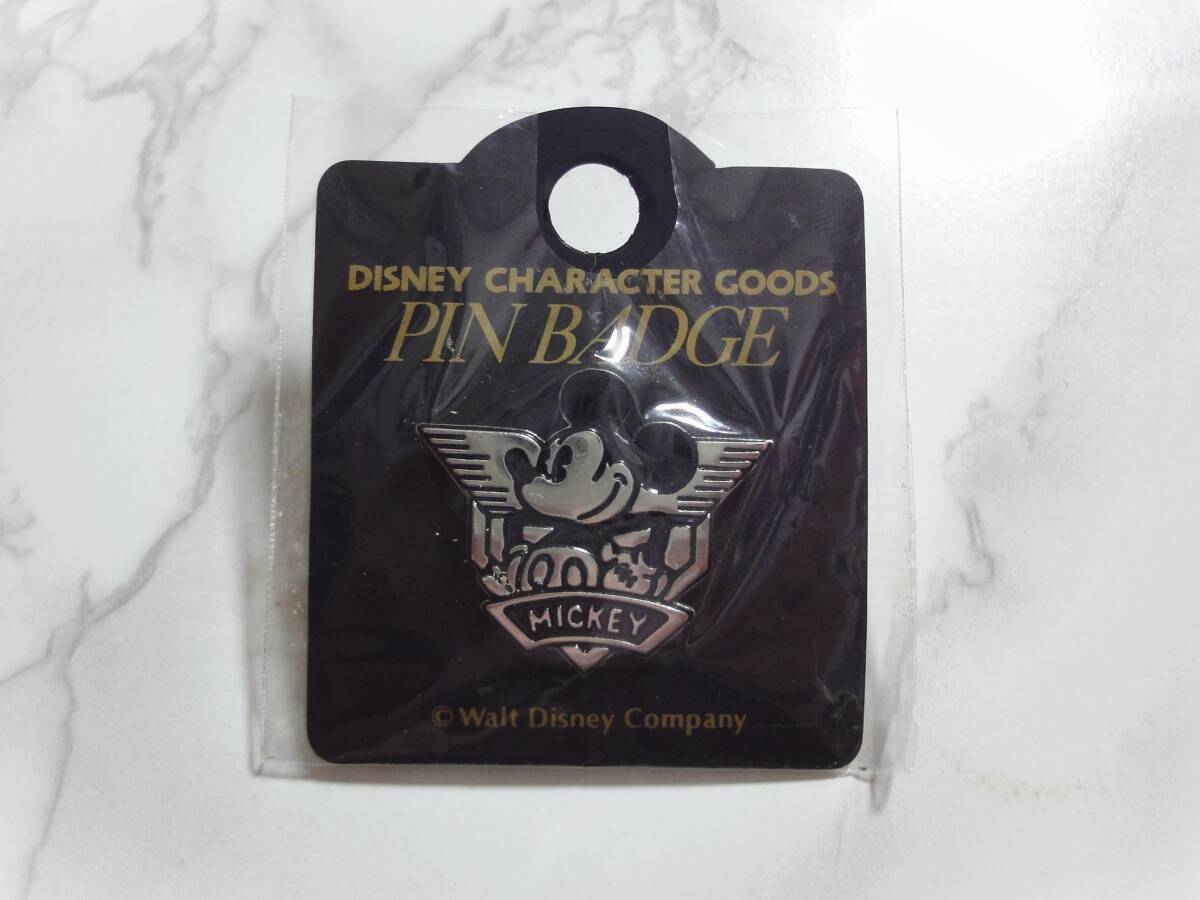 DISNEY CHARACTER GOODS
PIN BADGE
MICKEY
© Walt Disney Company